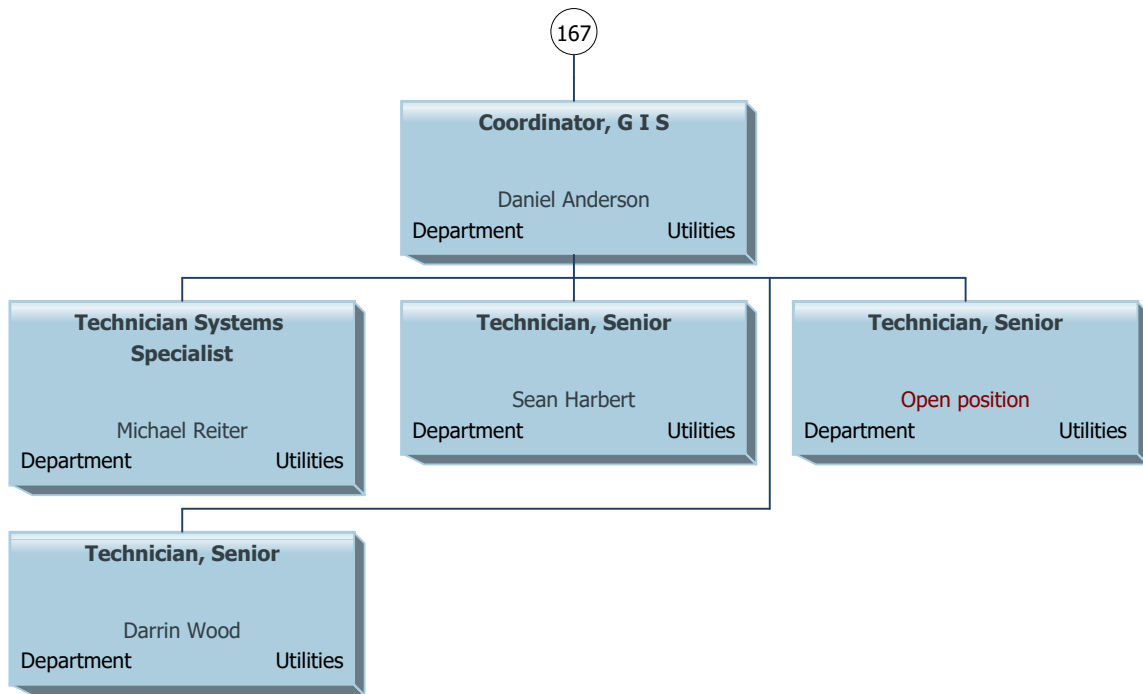 167
Coordinator, G I S
Daniel Anderson
Department Utilities
Technician Systems
Specialist
Michael Reiter
Department Utilities
Technician, Senior
Sean Harbert
Department Utilities
Technician, Senior
Open position
Department Utilities
Technician, Senior
Darrin Wood
Department Utilities